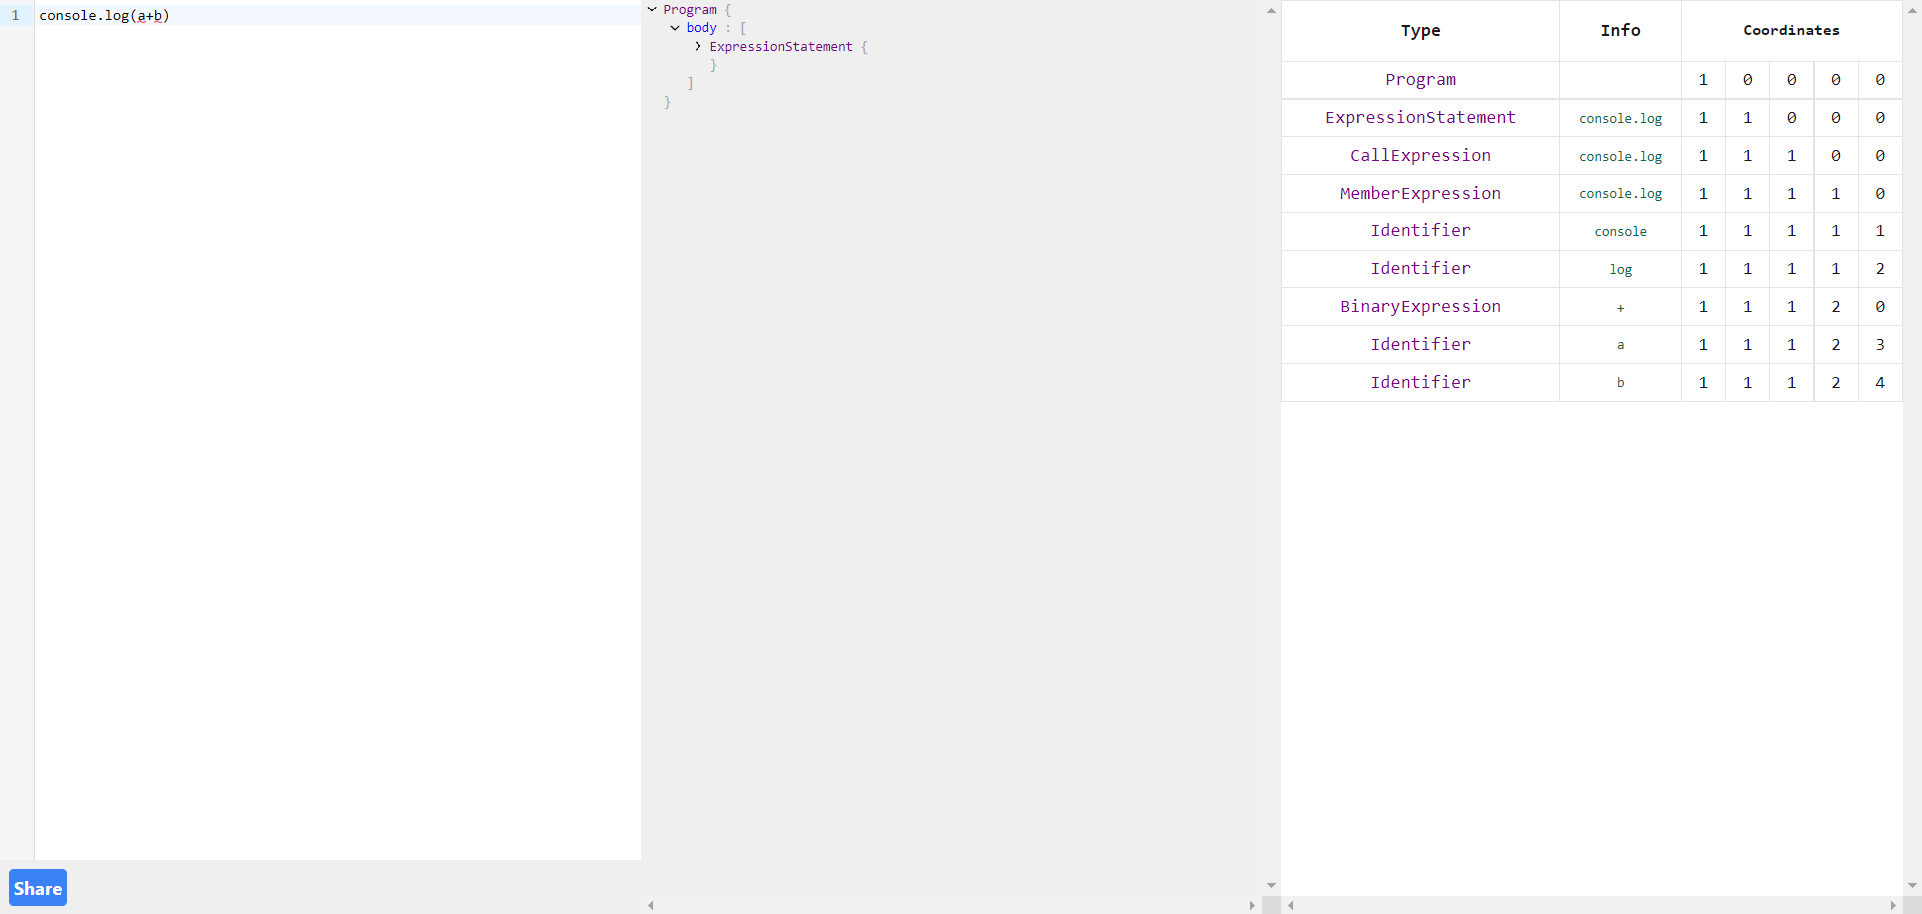 1 console.log(a+b)
Share
Program {
body : [
ExpressionStatement {
}
]
}
Type Info Coordinates
Program 1 0 0 0 0
ExpressionStatement console.log 1 1 0 0 0
CallExpression console.log 1 1 1 0 0
MemberExpression console.log 1 1 1 1 0
Identifier console 1 1 1 1 1
Identifier log 1 1 1 1 2
BinaryExpression + 1 1 1 2 0
Identifier a 1 1 1 2 3
Identifier b 1 1 1 2 4